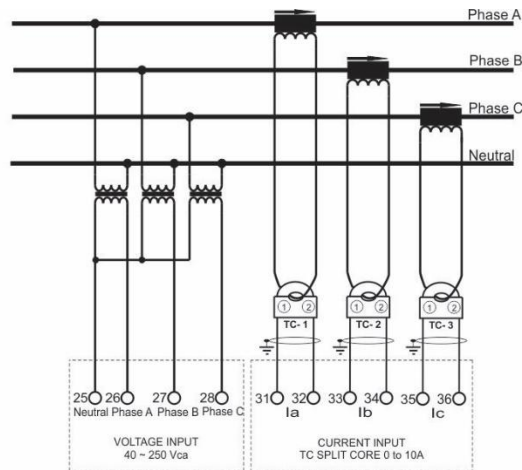 Phase A
Phase B
Phase C
Neutral
1 2
TC- 1
1 2
TC- 2
1 2
TC- 3
25 26 27 28
Neutral Phase A Phase B Phase C
31 32 33 34 35 36
Ia Ib Ic
VOLTAGE INPUT
40 ~ 250 Vca
CURRENT INPUT
TC SPLIT CORE 0 to 10A